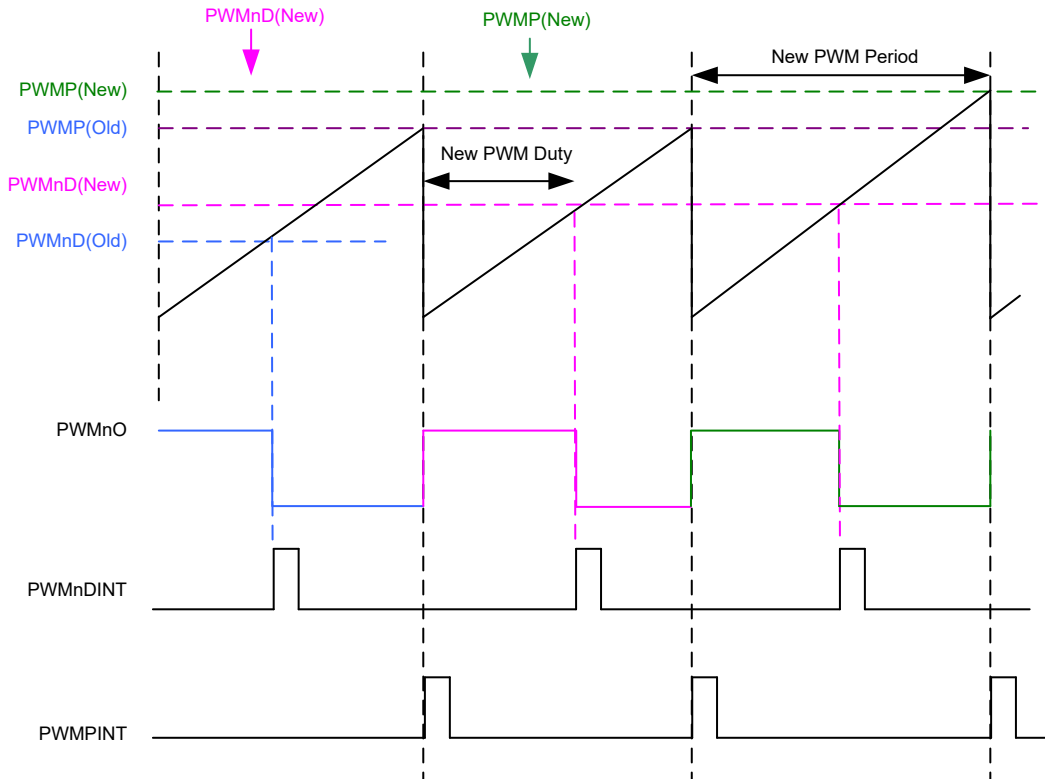 PWMnD(New)
PWMP(New)
New PWM Period
PWMP(New)
PWMP(Old)
New PWM Duty
PWMnD(New)
PWMnD(Old)
PWMnO
PWMnDINT
PWMPINT